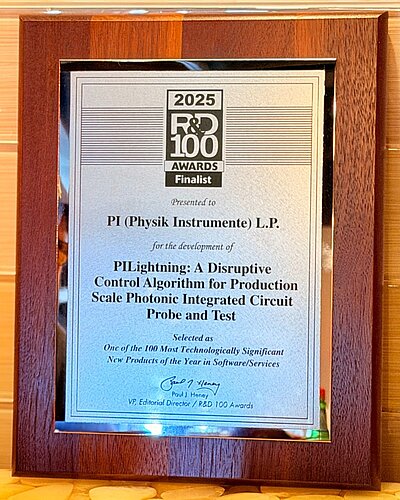 2025
R&D
100
AWARDS
Finalist
Presented to
PI (Physik Instrumente) L.P.
for the development of
PILightning: A Disruptive
Control Algorithm for Production
Scale Photonic Integrated Circuit
Probe and Test
Selected as
One of the 100 Most Technologically Significant
New Products of the Year in Software/Services
Paul J. Heney
Paul J. Heney
VP, Editorial Director / R&D 100 Awards